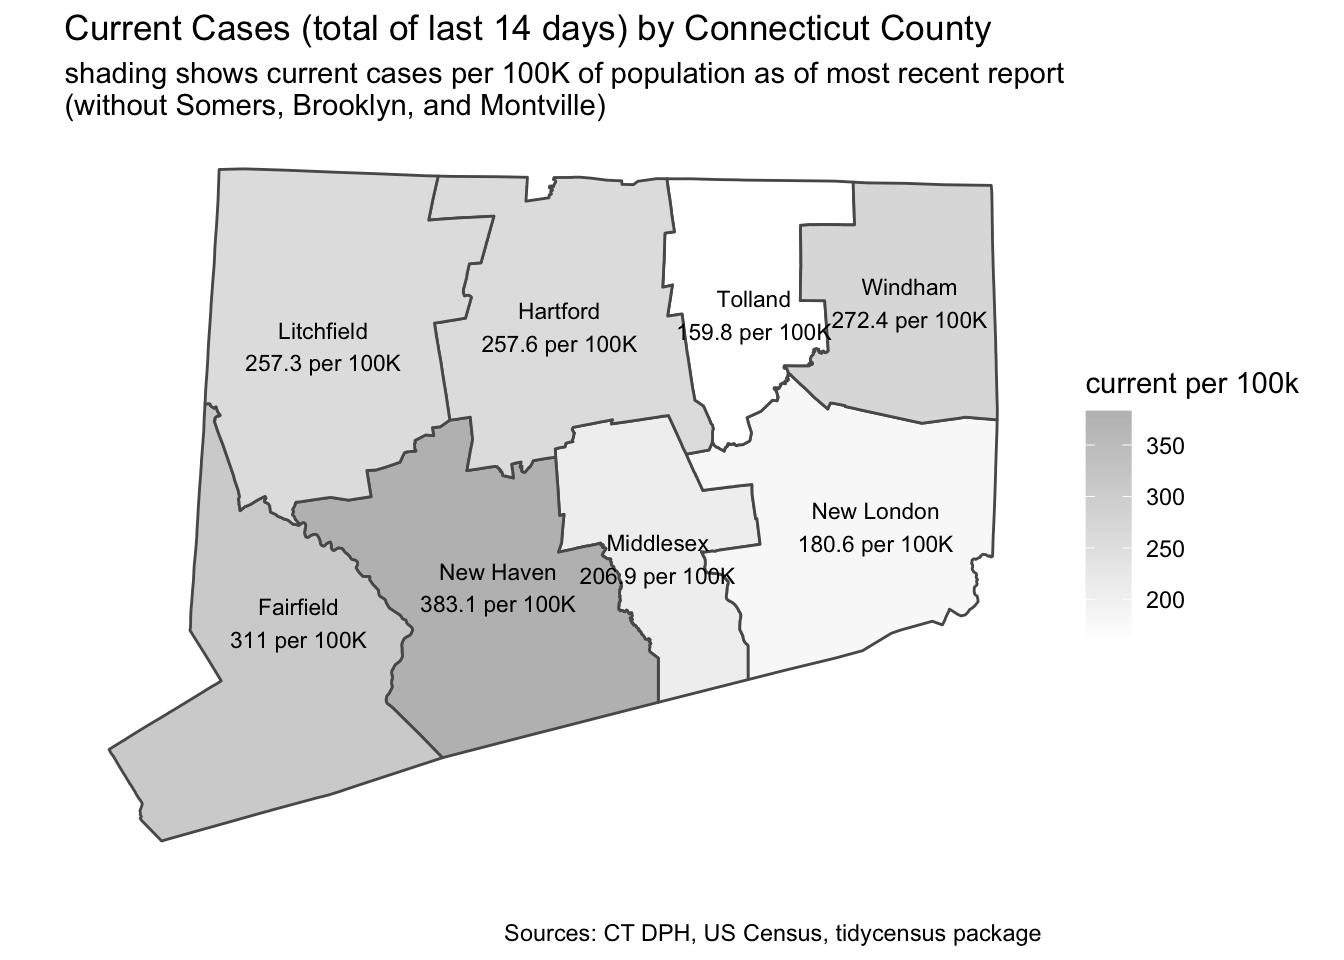 Current Cases (total of last 14 days) by Connecticut County
shading shows current cases per 100K of population as of most recent report
(without Somers, Brooklyn, and Montville)
Litchfield
257.3 per 100K
Hartford
257.6 per 100K
Tolland
159.8 per 100K
Windham
272.4 per 100K
Fairfield
311 per 100K
New Haven
383.1 per 100K
Middlesex
206.9 per 100K
New London
180.6 per 100K
current per 100k
350
300
250
200
Sources: CT DPH, US Census, tidycensus package